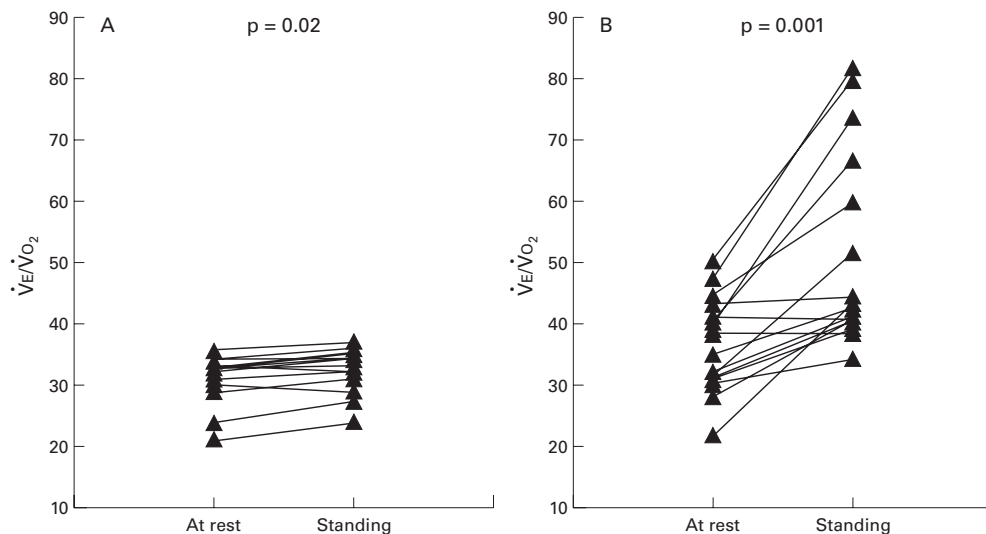 A
p = 0.02
90
80
70
60
50
40
30
20
10
V̇E/V̇O₂
At rest
Standing
B
p = 0.001
90
80
70
60
50
40
30
20
10
V̇E/V̇O₂
At rest
Standing